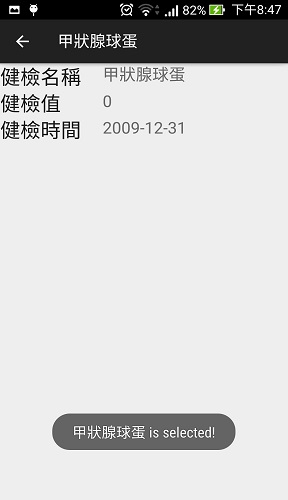 82% 下午8:47
甲狀腺球蛋
健檢名稱 甲狀腺球蛋
健檢值 0
健檢時間 2009-12-31
甲狀腺球蛋 is selected!